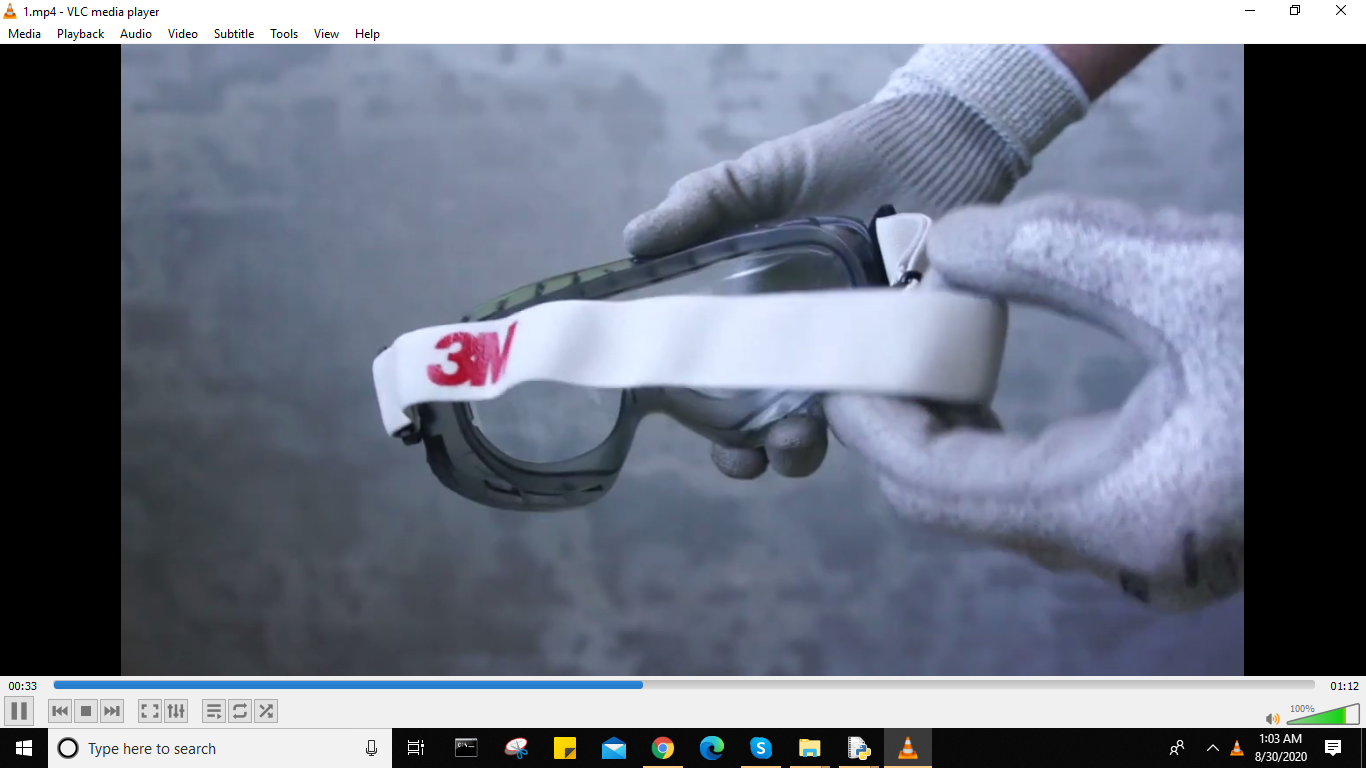 1.mp4 - VLC media player
Media Playback Audio Video Subtitle Tools View Help
3M
00:33
01:12
100%
Type here to search
1:03 AM
8/30/2020